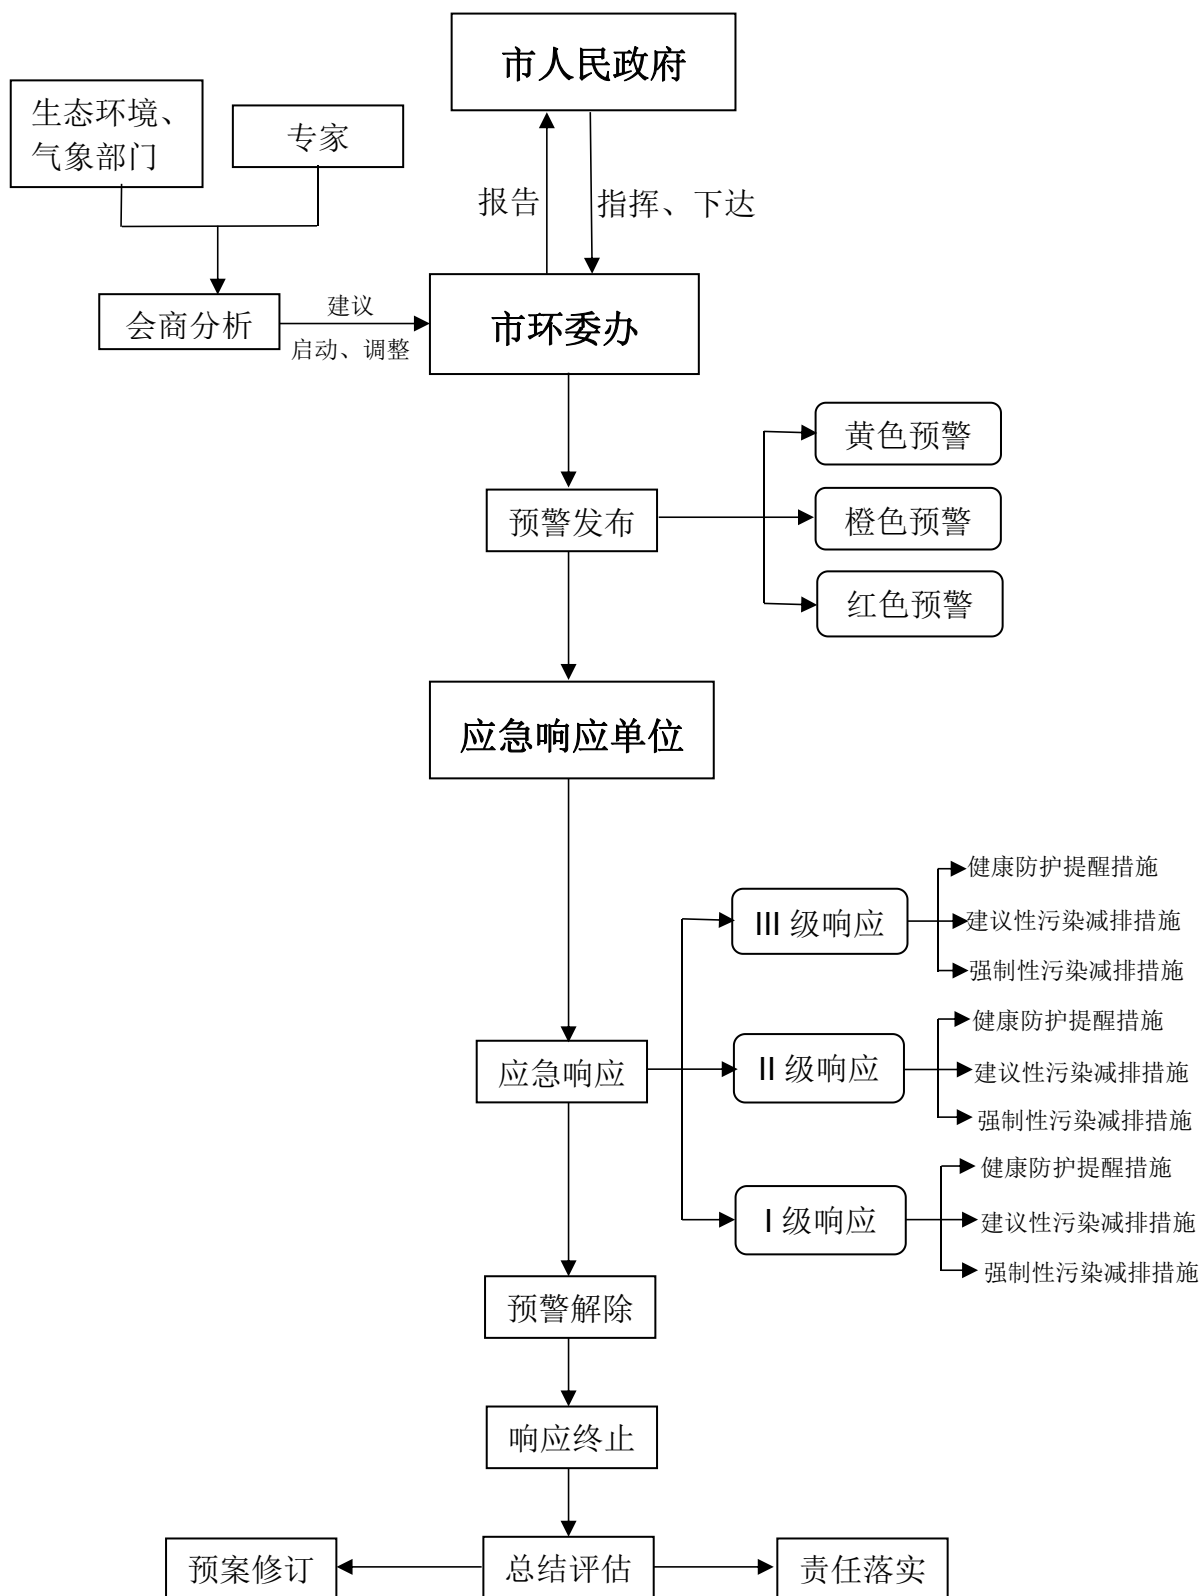 市人民政府
生态环境、
气象部门
专家
报告
指挥、下达
会商分析
建议
启动、调整
市环委办
黄色预警
预警发布
橙色预警
红色预警
应急响应单位
健康防护提醒措施
III 级响应
建议性污染减排措施
强制性污染减排措施
健康防护提醒措施
应急响应
II 级响应
建议性污染减排措施
强制性污染减排措施
健康防护提醒措施
I 级响应
建议性污染减排措施
强制性污染减排措施
预警解除
响应终止
预案修订
总结评估
责任落实